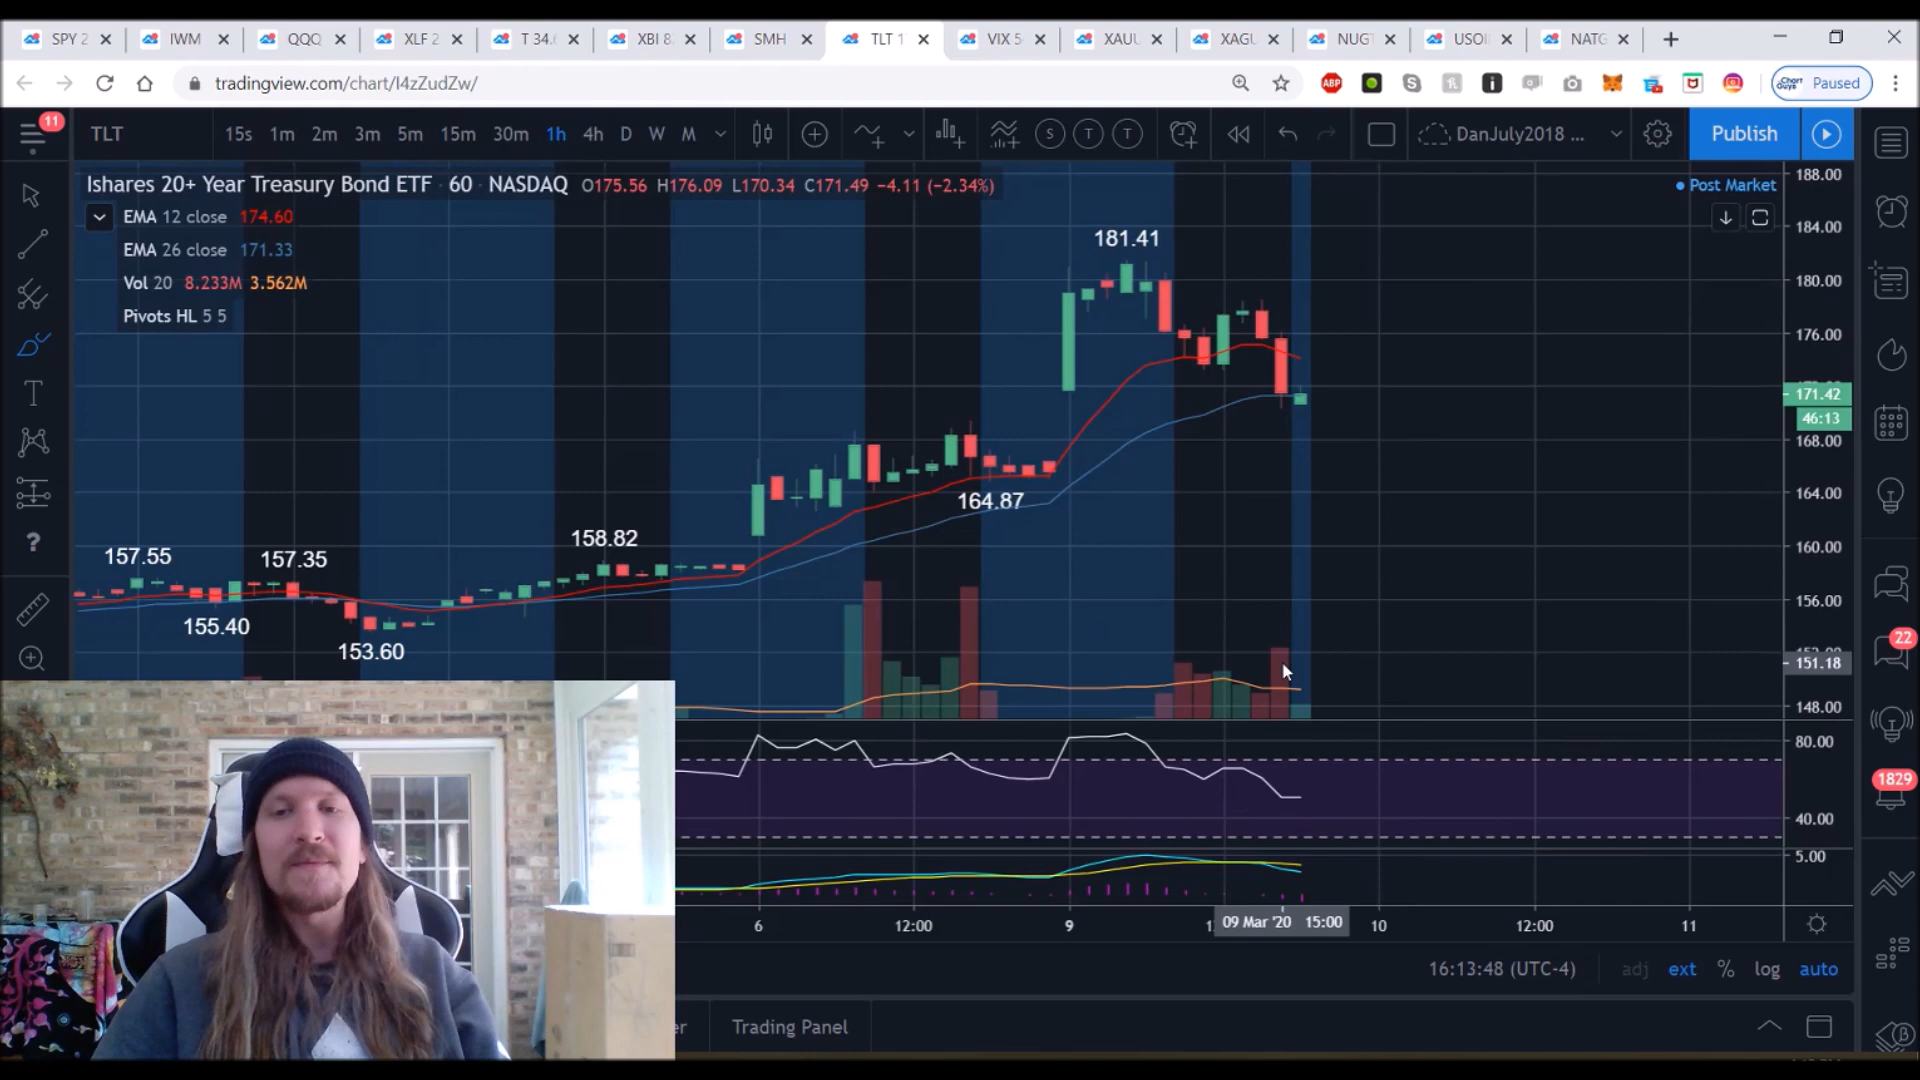 SPY 2
IWM
QQQ
XLF 2
T 34.
XBI 8
SMH
TLT 1
VIX 5
XAUU
XAGU
NUGT
USOI
NATG
tradingview.com/chart/I4zZudZw/
ABP
Chart Guys Paused
11
TLT 15s 1m 2m 3m 5m 15m 30m 1h 4h D W M
S T T
DanJuly2018 ...
Publish
Ishares 20+ Year Treasury Bond ETF · 60 · NASDAQ O175.56 H176.09 L170.34 C171.49 −4.11 (−2.34%)
Post Market
EMA 12 close 174.60
EMA 26 close 171.33
Vol 20 8.233M 3.562M
Pivots HL 5 5
181.41
164.87
158.82
157.55
157.35
155.40
153.60
188.00
184.00
180.00
176.00
171.42
46:13
168.00
164.00
160.00
156.00
151.18
148.00
80.00
40.00
5.00
22
1829
6 12:00 9 09 Mar '20 15:00 10 12:00 11
16:13:48 (UTC-4) adj ext % log auto
er Trading Panel